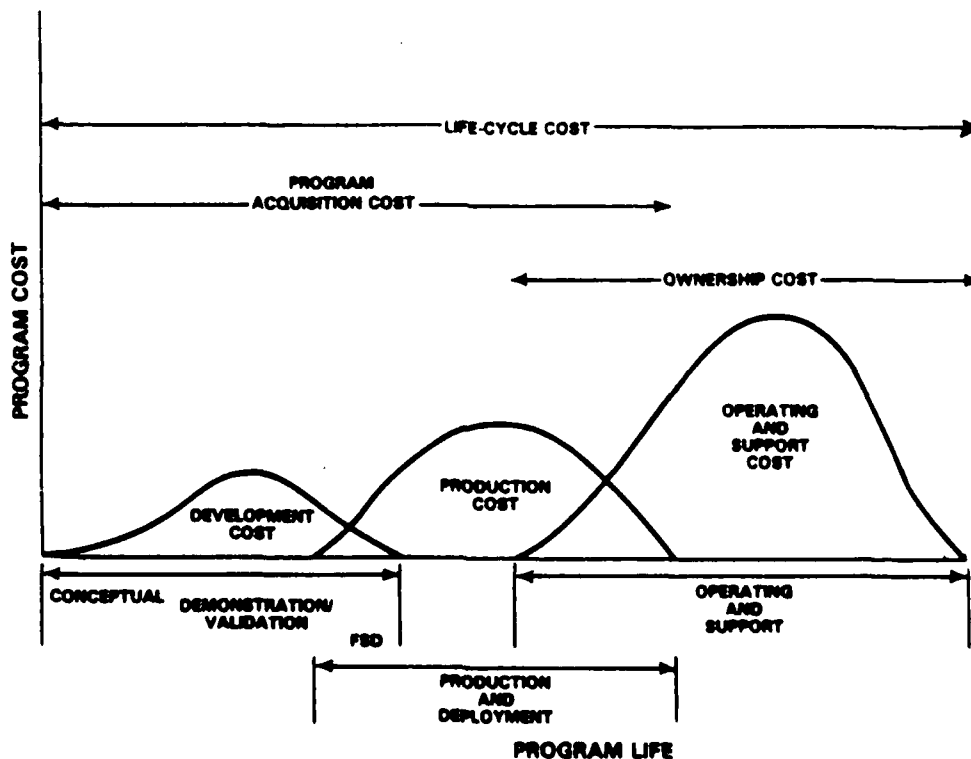 LIFE-CYCLE COST
PROGRAM
ACQUISITION COST
OWNERSHIP COST
PROGRAM COST
OPERATING
AND
SUPPORT
COST
PRODUCTION
COST
DEVELOPMENT
COST
CONCEPTUAL
DEMONSTRATION/
VALIDATION
FSD
OPERATING
AND
SUPPORT
PRODUCTION
AND
DEPLOYMENT
PROGRAM LIFE